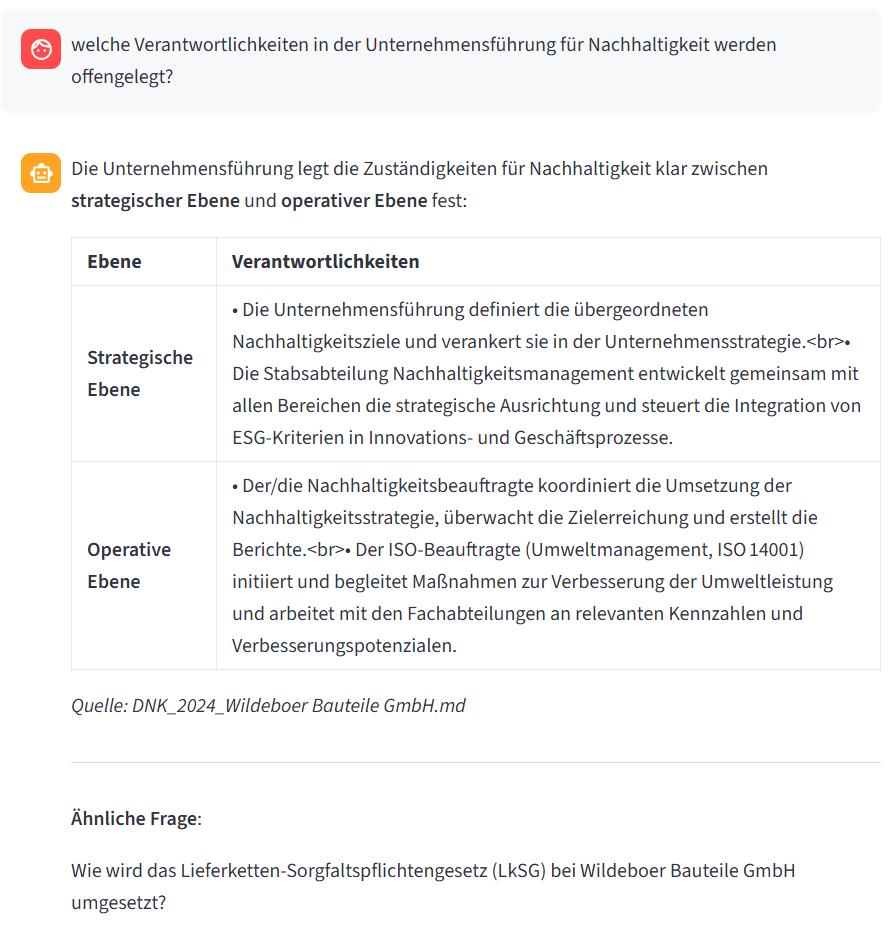 welche Verantwortlichkeiten in der Unternehmensführung für Nachhaltigkeit werden
offengelegt?
Die Unternehmensführung legt die Zuständigkeiten für Nachhaltigkeit klar zwischen
strategischer Ebene und operativer Ebene fest:
Ebene
Verantwortlichkeiten
Strategische
Ebene
• Die Unternehmensführung definiert die übergeordneten
Nachhaltigkeitsziele und verankert sie in der Unternehmensstrategie.<br>•
Die Stabsabteilung Nachhaltigkeitsmanagement entwickelt gemeinsam mit
allen Bereichen die strategische Ausrichtung und steuert die Integration von
ESG-Kriterien in Innovations- und Geschäftsprozesse.
Operative
Ebene
• Der/die Nachhaltigkeitsbeauftragte koordiniert die Umsetzung der
Nachhaltigkeitsstrategie, überwacht die Zielerreichung und erstellt die
Berichte.<br>• Der ISO-Beauftragte (Umweltmanagement, ISO 14001)
initiiert und begleitet Maßnahmen zur Verbesserung der Umweltleistung
und arbeitet mit den Fachabteilungen an relevanten Kennzahlen und
Verbesserungspotenzialen.
Quelle: DNK_2024_Wildeboer Bauteile GmbH.md
Ähnliche Frage:
Wie wird das Lieferketten-Sorgfaltspflichtengesetz (LkSG) bei Wildeboer Bauteile GmbH
umgesetzt?